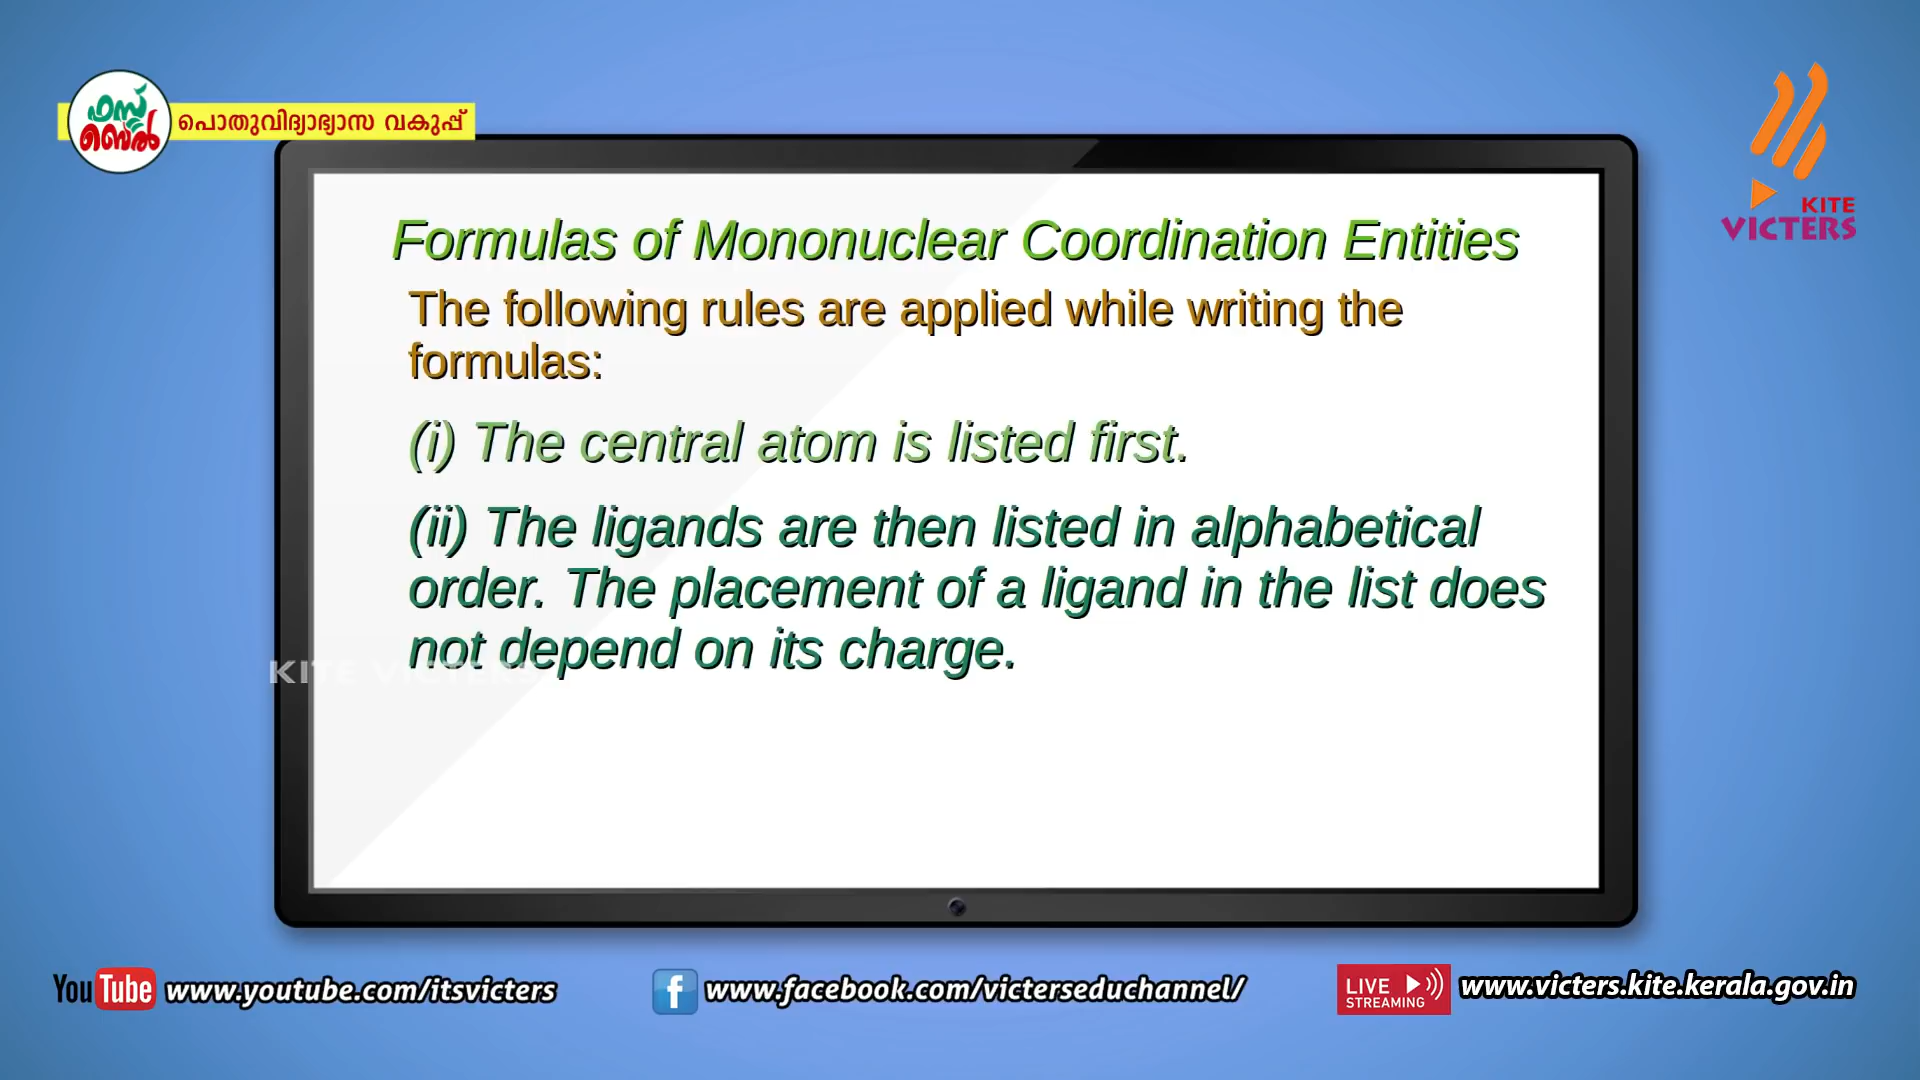 ഫസ്റ്റ്
ബെൽ
പൊതുവിദ്യാഭ്യാസ വകുപ്പ്
KITE
VICTERS
Formulas of Mononuclear Coordination Entities
The following rules are applied while writing the
formulas:
(i) The central atom is listed first.
(ii) The ligands are then listed in alphabetical
order. The placement of a ligand in the list does
not depend on its charge.
KITE VICTERS
YouTube www.youtube.com/itsvicters
f www.facebook.com/victerseduchannel/
LIVE
STREAMING
www.victers.kite.kerala.gov.in